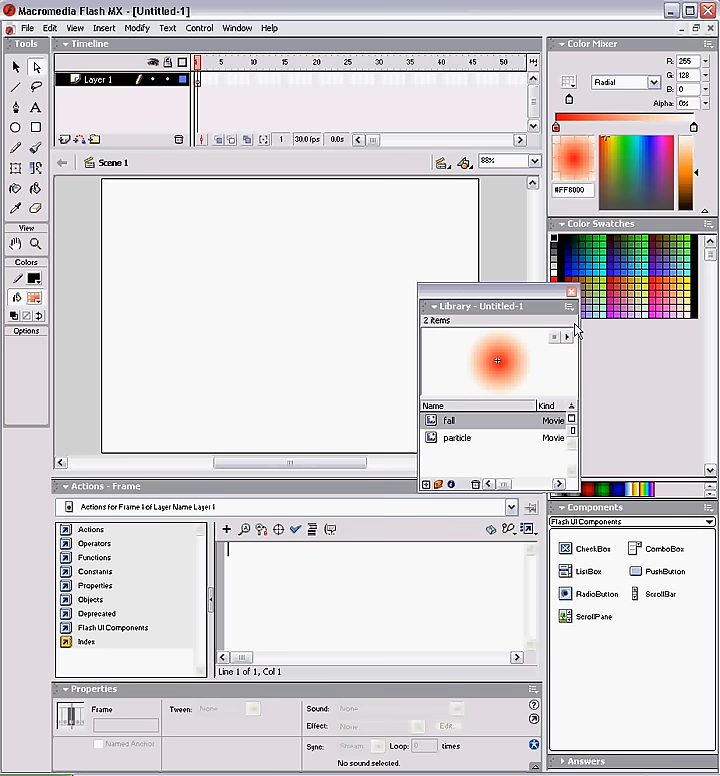 Macromedia Flash MX - [Untitled-1]
File Edit View Insert Modify Text Control Window Help
Tools
Timeline
Color Mixer
1 5 10 15 20 25 30 35 40 45 50
Layer 1
R: 255
Radial
G: 128
B: 0
Alpha: 0%
1 30.0 fps 0.0s
Scene 1
88%
#FF8000
Color Swatches
View
Colors
Options
Library - Untitled-1
2 items
Name Kind
fall Movie
particle Movie
Actions - Frame
Actions for Frame 1 of Layer Name Layer 1
Actions
Operators
Functions
Constants
Properties
Objects
Deprecated
Flash UI Components
Index
Line 1 of 1, Col 1
Components
Flash UI Components
CheckBox ComboBox
ListBox PushButton
RadioButton ScrollBar
ScrollPane
Properties
Frame Tween: None Sound: None
Effect: None Edit...
Named Anchor
Sync: Stream Loop: 0 times
No sound selected.
Answers